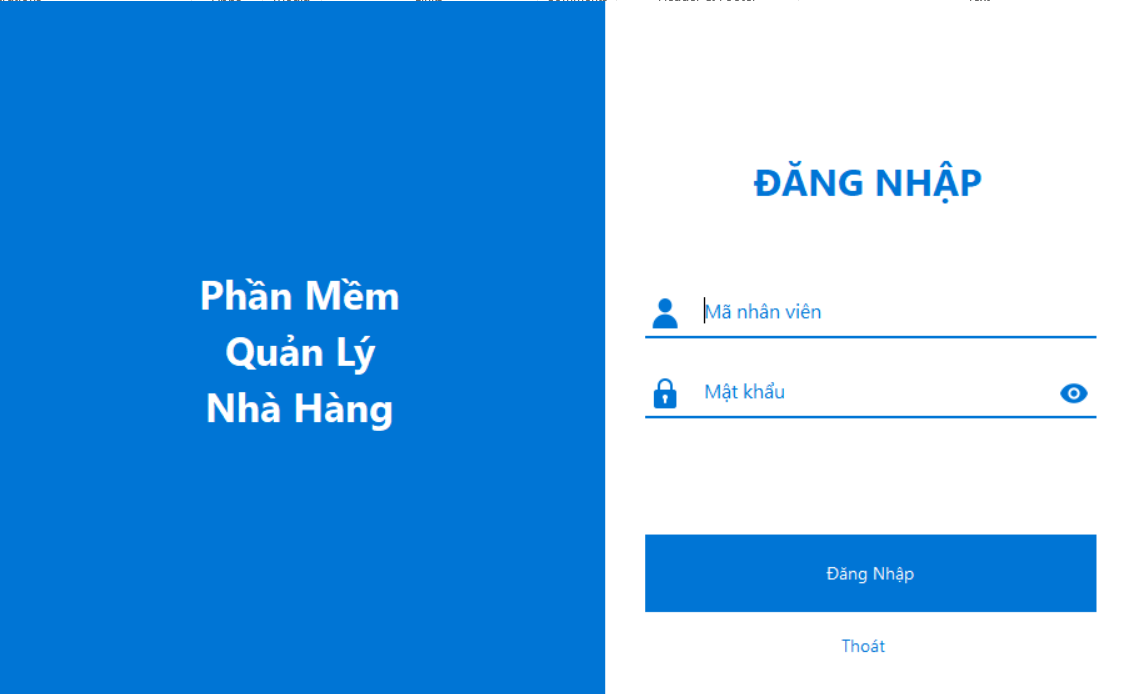 Phần Mềm
Quản Lý
Nhà Hàng
ĐĂNG NHẬP
Mã nhân viên
Mật khẩu
Đăng Nhập
Thoát